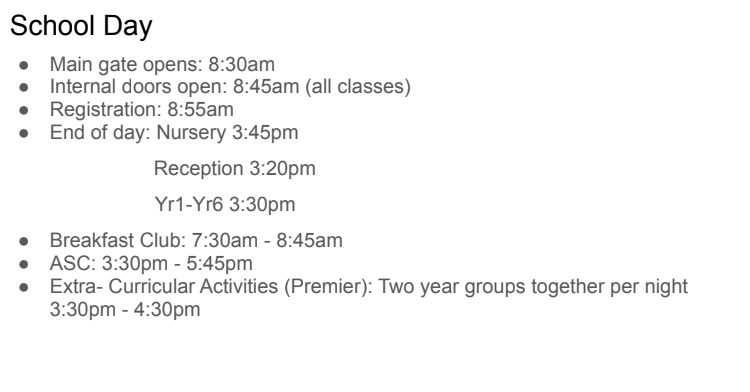 School Day
● Main gate opens: 8:30am
● Internal doors open: 8:45am (all classes)
● Registration: 8:55am
● End of day: Nursery 3:45pm
Reception 3:20pm
Yr1-Yr6 3:30pm
● Breakfast Club: 7:30am - 8:45am
● ASC: 3:30pm - 5:45pm
● Extra- Curricular Activities (Premier): Two year groups together per night
3:30pm - 4:30pm